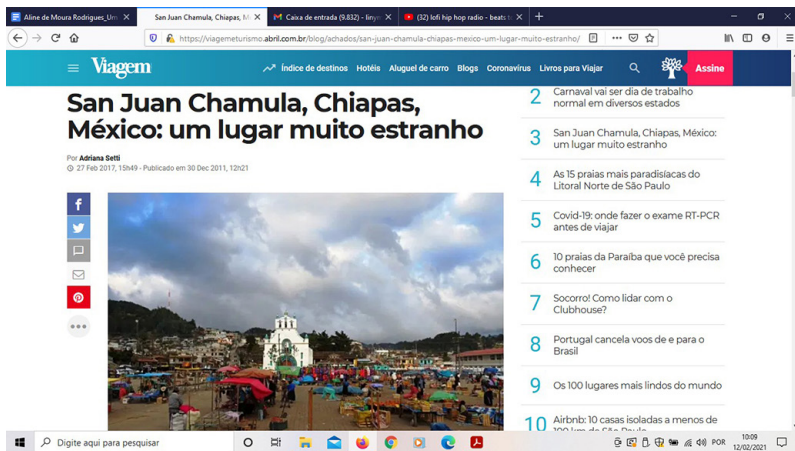 Aline de Moura Rodrigues_Um
San Juan Chamula, Chiapas, M
Caixa de entrada (9.832) - linym
(32) lofi hip hop radio - beats to
https://viagemeturismo.abril.com.br/blog/achados/san-juan-chamula-chiapas-mexico-um-lugar-muito-estranho/
Viagem
Índice de destinos Hotéis Aluguel de carro Blogs Coronavírus Livros para Viajar
Assine
San Juan Chamula, Chiapas,
México: um lugar muito estranho
Por Adriana Setti
27 Feb 2017, 15h49 - Publicado em 30 Dec 2011, 12h21
2 Carnaval vai ser dia de trabalho
normal em diversos estados
3 San Juan Chamula, Chiapas, México:
um lugar muito estranho
4 As 15 praias mais paradisíacas do
Litoral Norte de São Paulo
5 Covid-19: onde fazer o exame RT-PCR
antes de viajar
6 10 praias da Paraíba que você precisa
conhecer
7 Socorro! Como lidar com o
Clubhouse?
8 Portugal cancela voos de e para o
Brasil
9 Os 100 lugares mais lindos do mundo
10 Airbnb: 10 casas isoladas a menos de
100 km de São Paulo
Digite aqui para pesquisar
POR
10:09
12/02/2021